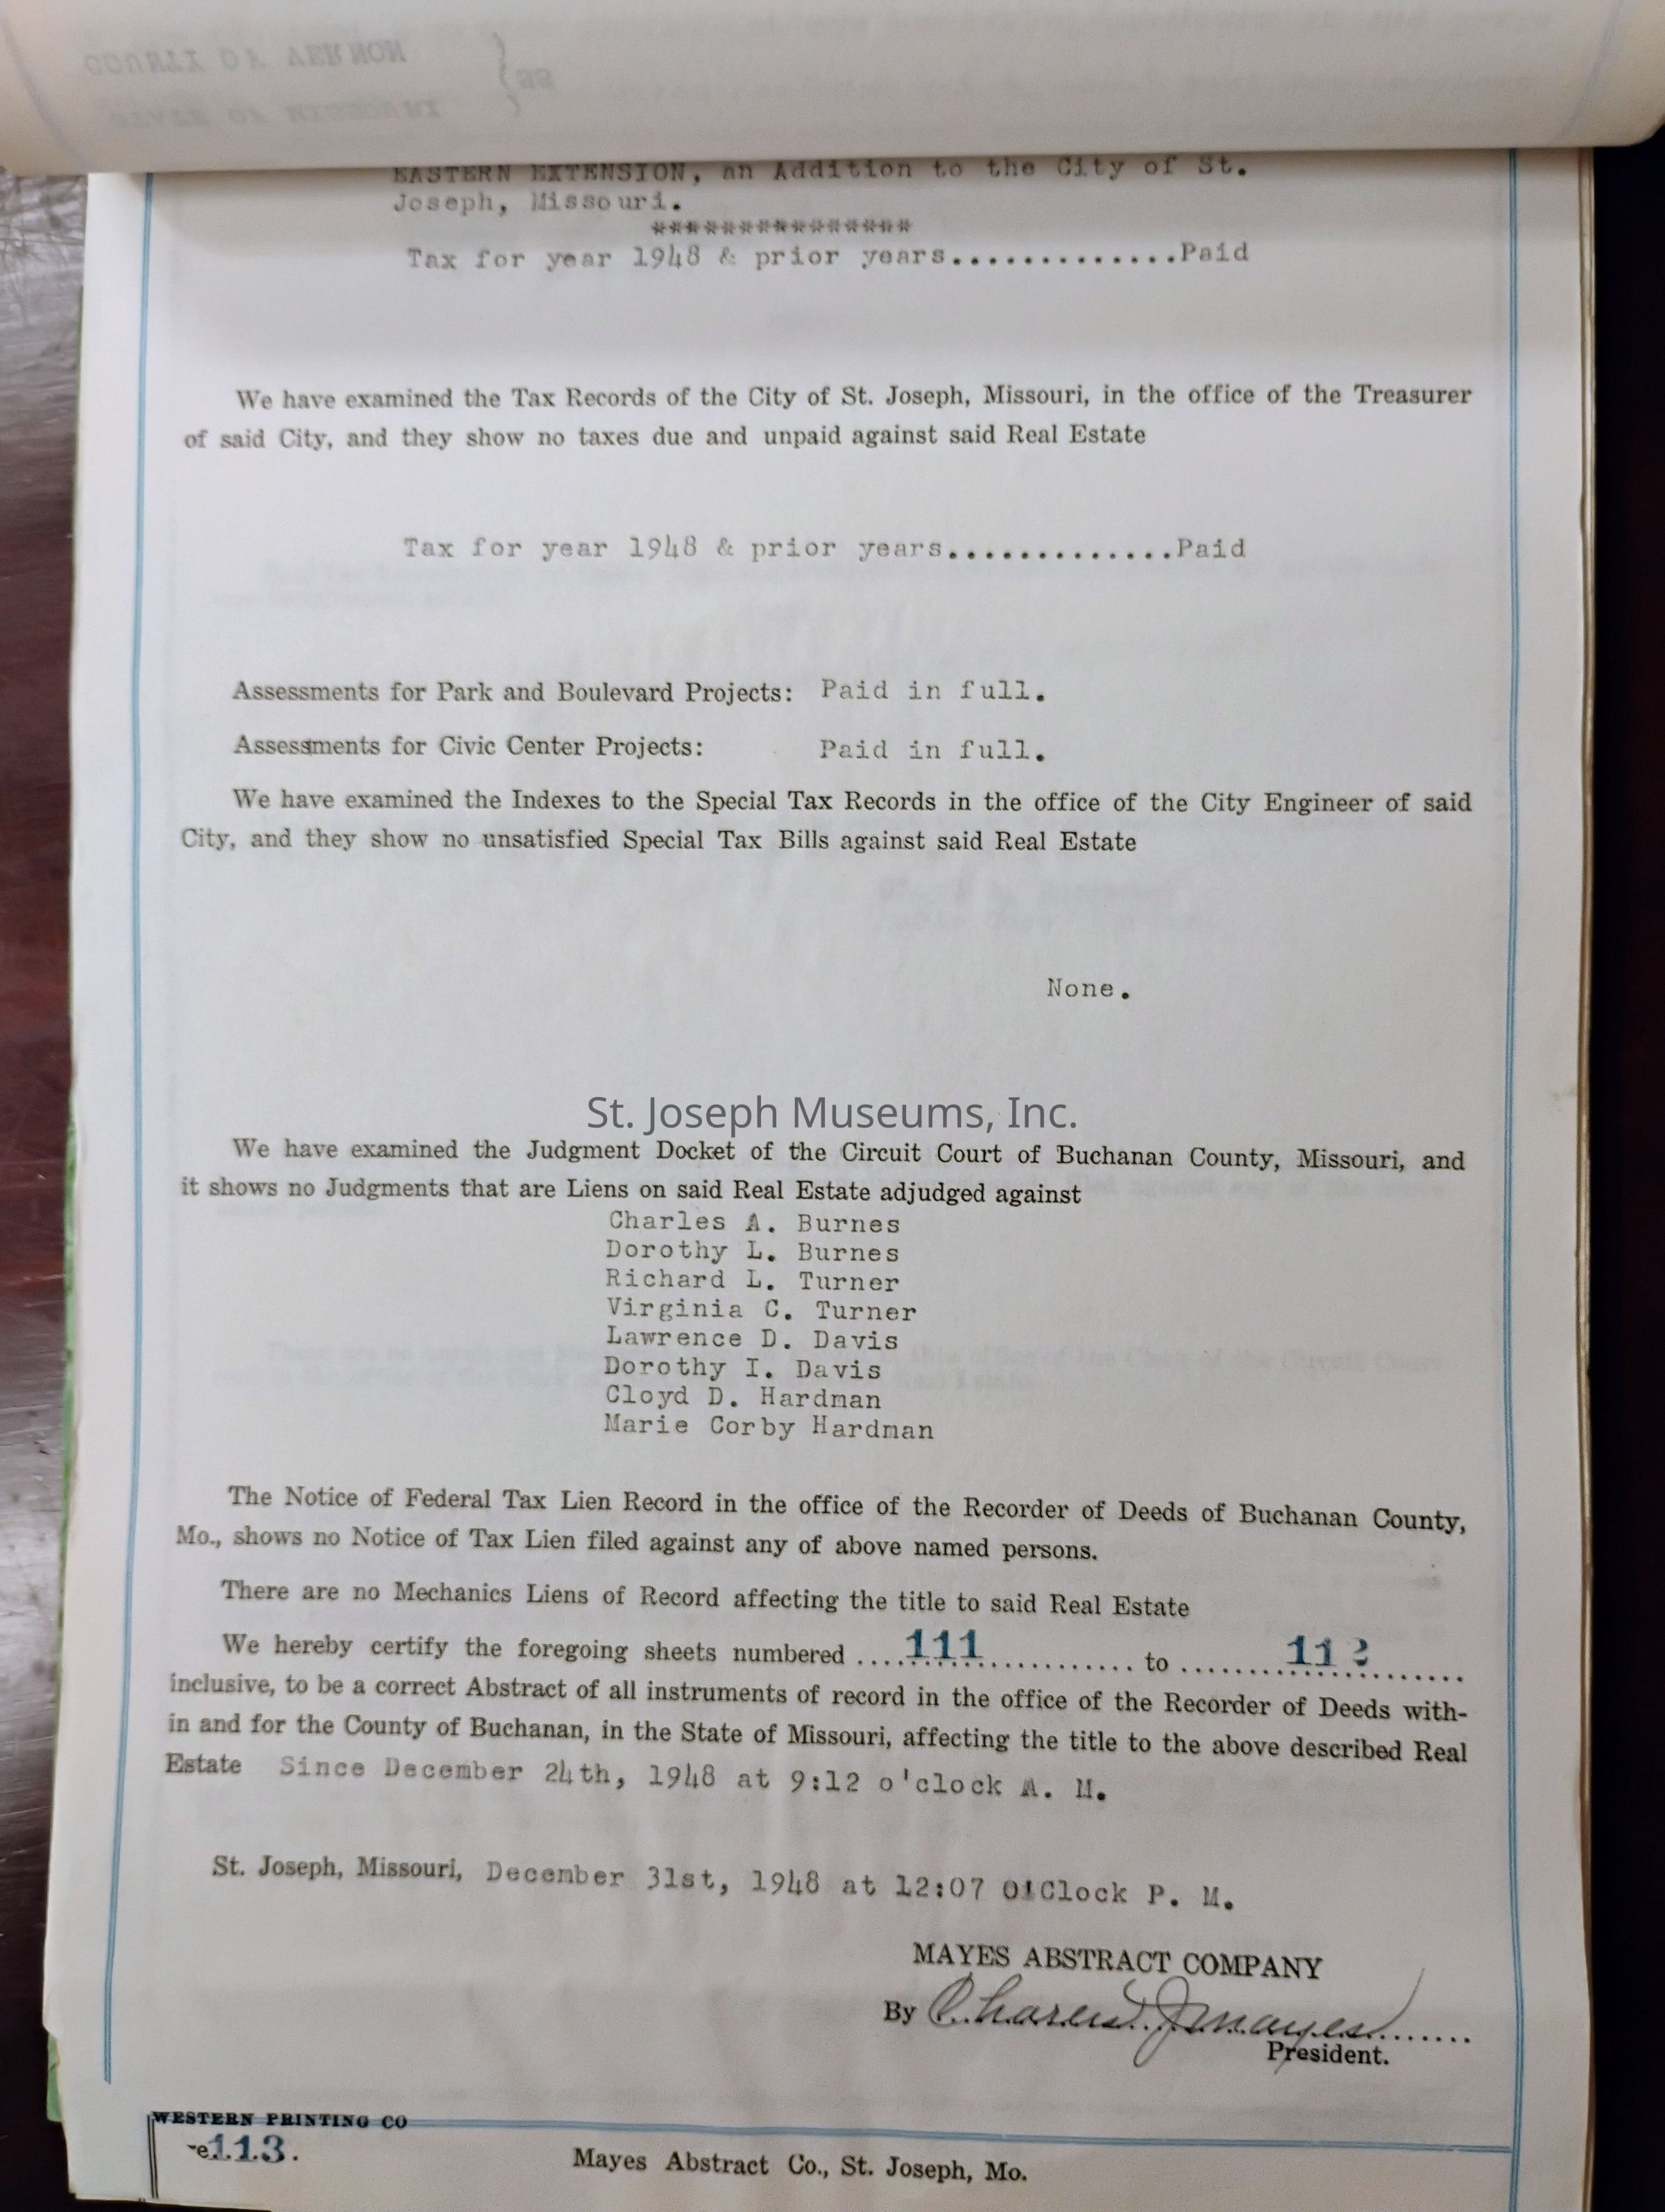 COUNTY OF VERNON
STATE OF MISSOURI
ss
EASTERN EXTENSION, an Addition to the City of St.
Joseph, Missouri.
***************
Tax for year 1948 & prior years.............Paid
We have examined the Tax Records of the City of St. Joseph, Missouri, in the office of the Treasurer
of said City, and they show no taxes due and unpaid against said Real Estate
Tax for year 1948 & prior years.............Paid
Assessments for Park and Boulevard Projects: Paid in full.
Assessments for Civic Center Projects: Paid in full.
We have examined the Indexes to the Special Tax Records in the office of the City Engineer of said
City, and they show no unsatisfied Special Tax Bills against said Real Estate
None.
St. Joseph Museums, Inc.
We have examined the Judgment Docket of the Circuit Court of Buchanan County, Missouri, and
it shows no Judgments that are Liens on said Real Estate adjudged against
Charles A. Burnes
Dorothy L. Burnes
Richard L. Turner
Virginia C. Turner
Lawrence D. Davis
Dorothy I. Davis
Cloyd D. Hardman
Marie Corby Hardman
The Notice of Federal Tax Lien Record in the office of the Recorder of Deeds of Buchanan County,
Mo., shows no Notice of Tax Lien filed against any of above named persons.
There are no Mechanics Liens of Record affecting the title to said Real Estate
We hereby certify the foregoing sheets numbered ....111.................. to ........11
inclusive, to be a correct Abstract of all instruments of record in the office of the Recorder of Deeds with-
in and for the County of Buchanan, in the State of Missouri, affecting the title to the above described Real
Estate Since December 24th, 1948 at 9:12 o'clock A. M.
St. Joseph, Missouri, December 31st, 1948 at 12:07 O'Clock P. M.
MAYES ABSTRACT COMPANY
By Charles J Mayes
President.
WESTERN PRINTING CO
113.
Mayes Abstract Co., St. Joseph, Mo.